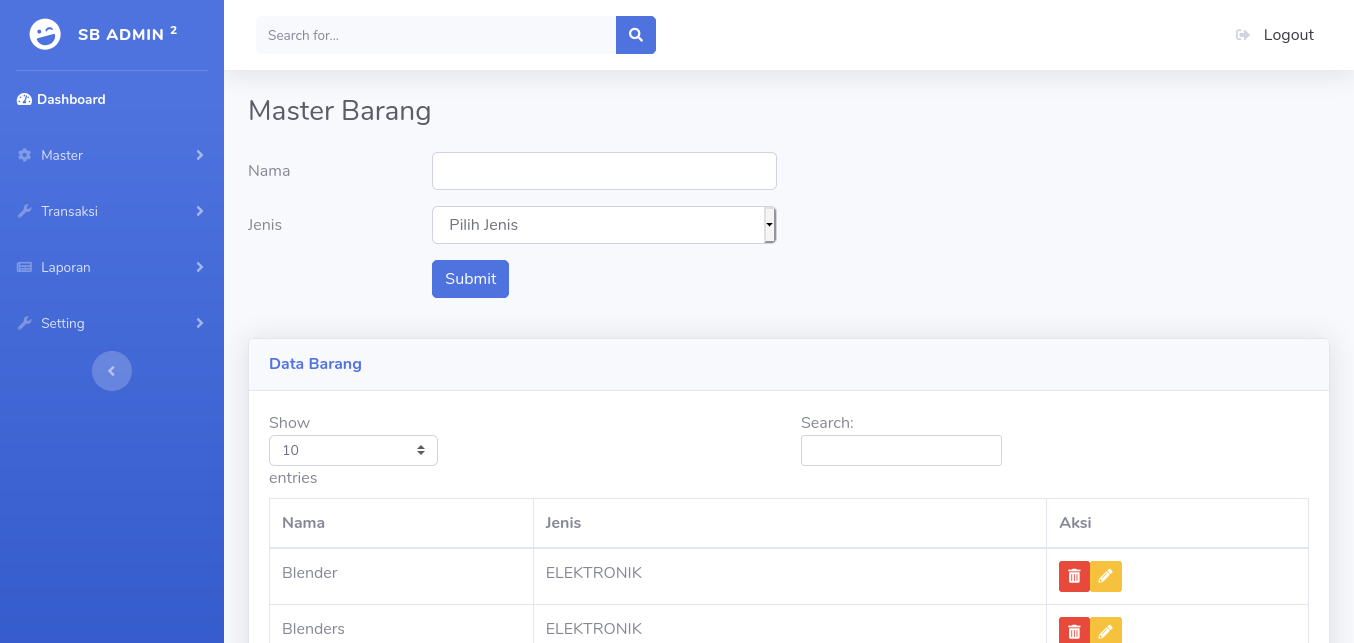 SB ADMIN 2
Search for...
Logout
Dashboard
Master
Transaksi
Laporan
Setting
Master Barang
Nama
Jenis
Pilih Jenis
Submit
Data Barang
Show
10
entries
Search:
Nama Jenis Aksi
Blender ELEKTRONIK
Blenders ELEKTRONIK